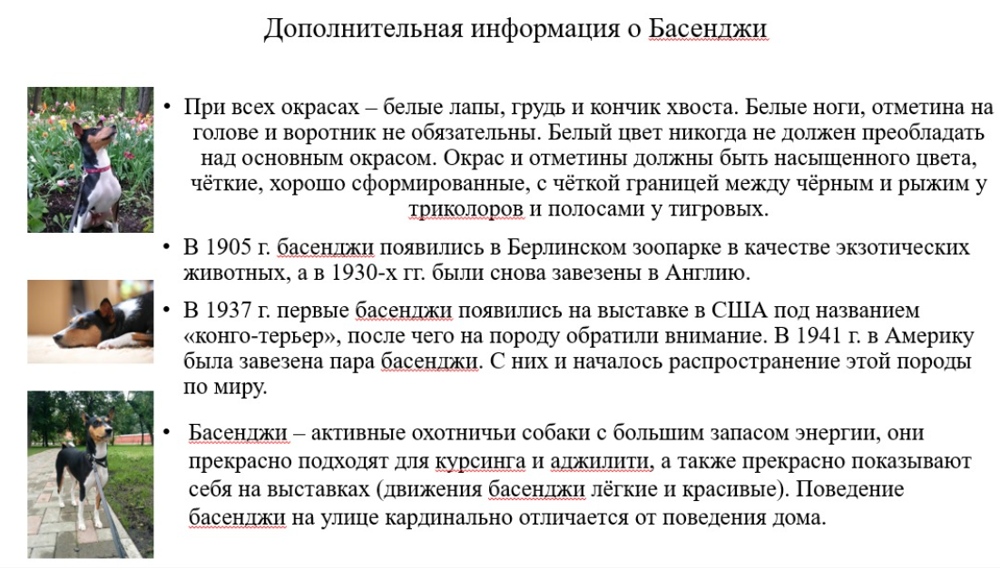 Дополнительная информация о Басенджи
• При всех окрасах – белые лапы, грудь и кончик хвоста. Белые ноги, отметина на
голове и воротник не обязательны. Белый цвет никогда не должен преобладать
над основным окрасом. Окрас и отметины должны быть насыщенного цвета,
чёткие, хорошо сформированные, с чёткой границей между чёрным и рыжим у
триколоров и полосами у тигровых.
• В 1905 г. басенджи появились в Берлинском зоопарке в качестве экзотических
животных, а в 1930-х гг. были снова завезены в Англию.
• В 1937 г. первые басенджи появились на выставке в США под названием
«конго-терьер», после чего на породу обратили внимание. В 1941 г. в Америку
была завезена пара басенджи. С них и началось распространение этой породы
по миру.
• Басенджи – активные охотничьи собаки с большим запасом энергии, они
прекрасно подходят для курсинга и аджилити, а также прекрасно показывают
себя на выставках (движения басенджи лёгкие и красивые). Поведение
басенджи на улице кардинально отличается от поведения дома.